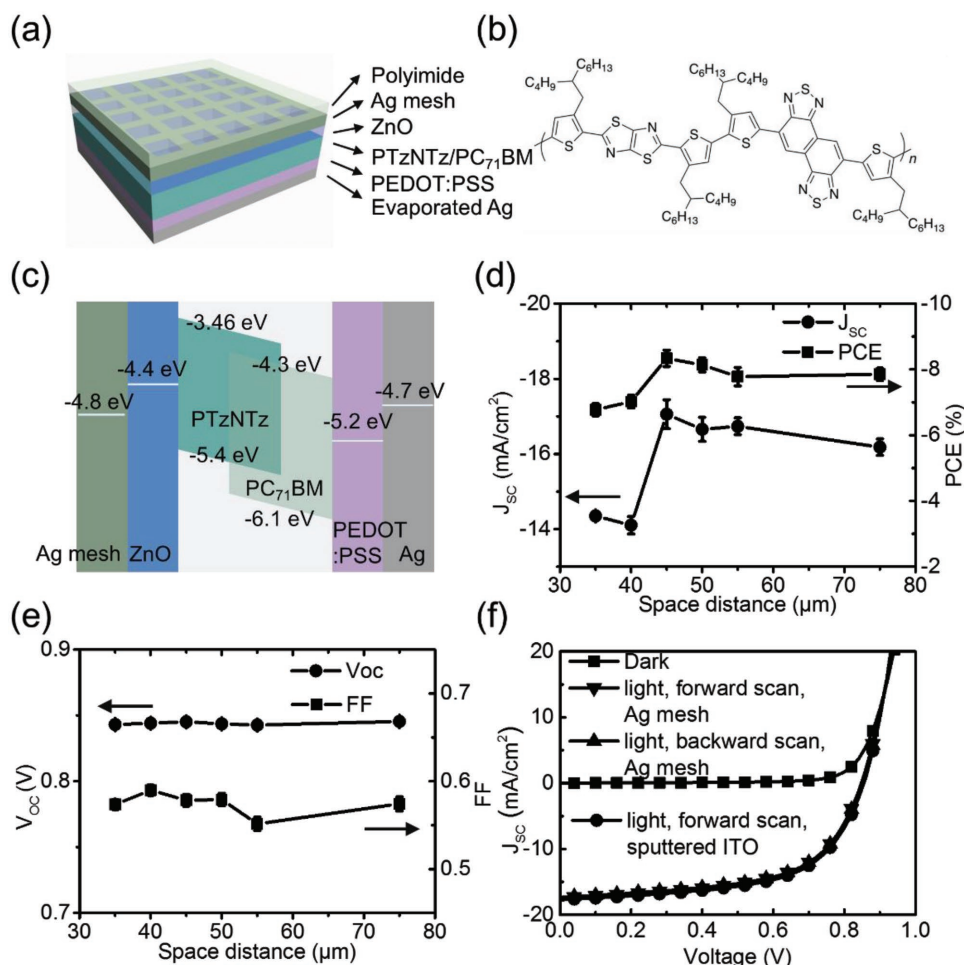 (a)
Polyimide
Ag mesh
ZnO
PTzNTz/PC₇₁BM
PEDOT:PSS
Evaporated Ag
(b)
C₆H₁₃
C₄H₉
C₆H₁₃
C₄H₉
S
S
N
S
N
S
S
S
N
N
S
N
N
S
n
C₄H₉
C₆H₁₃
C₄H₉
C₆H₁₃
(c)
-3.46 eV
-4.4 eV
-4.3 eV
-4.8 eV
-4.7 eV
PTzNTz
-5.2 eV
-5.4 eV
PC₇₁BM
-6.1 eV
Ag mesh
ZnO
PEDOT
:PSS
Ag
(d)
J_SC
PCE
-20
-18
-16
-14
J_SC (mA/cm²)
-10
-8
-6
-4
-2
PCE (%)
30 40 50 60 70 80
Space distance (µm)
(e)
Voc
FF
0.9
0.8
0.7
V_OC (V)
0.7
0.6
0.5
FF
30 40 50 60 70 80
Space distance (µm)
(f)
Dark
light, forward scan,
Ag mesh
light, backward scan,
Ag mesh
light, forward scan,
sputtered ITO
20
10
0
-10
-20
J_SC (mA/cm²)
0.0 0.2 0.4 0.6 0.8 1.0
Voltage (V)